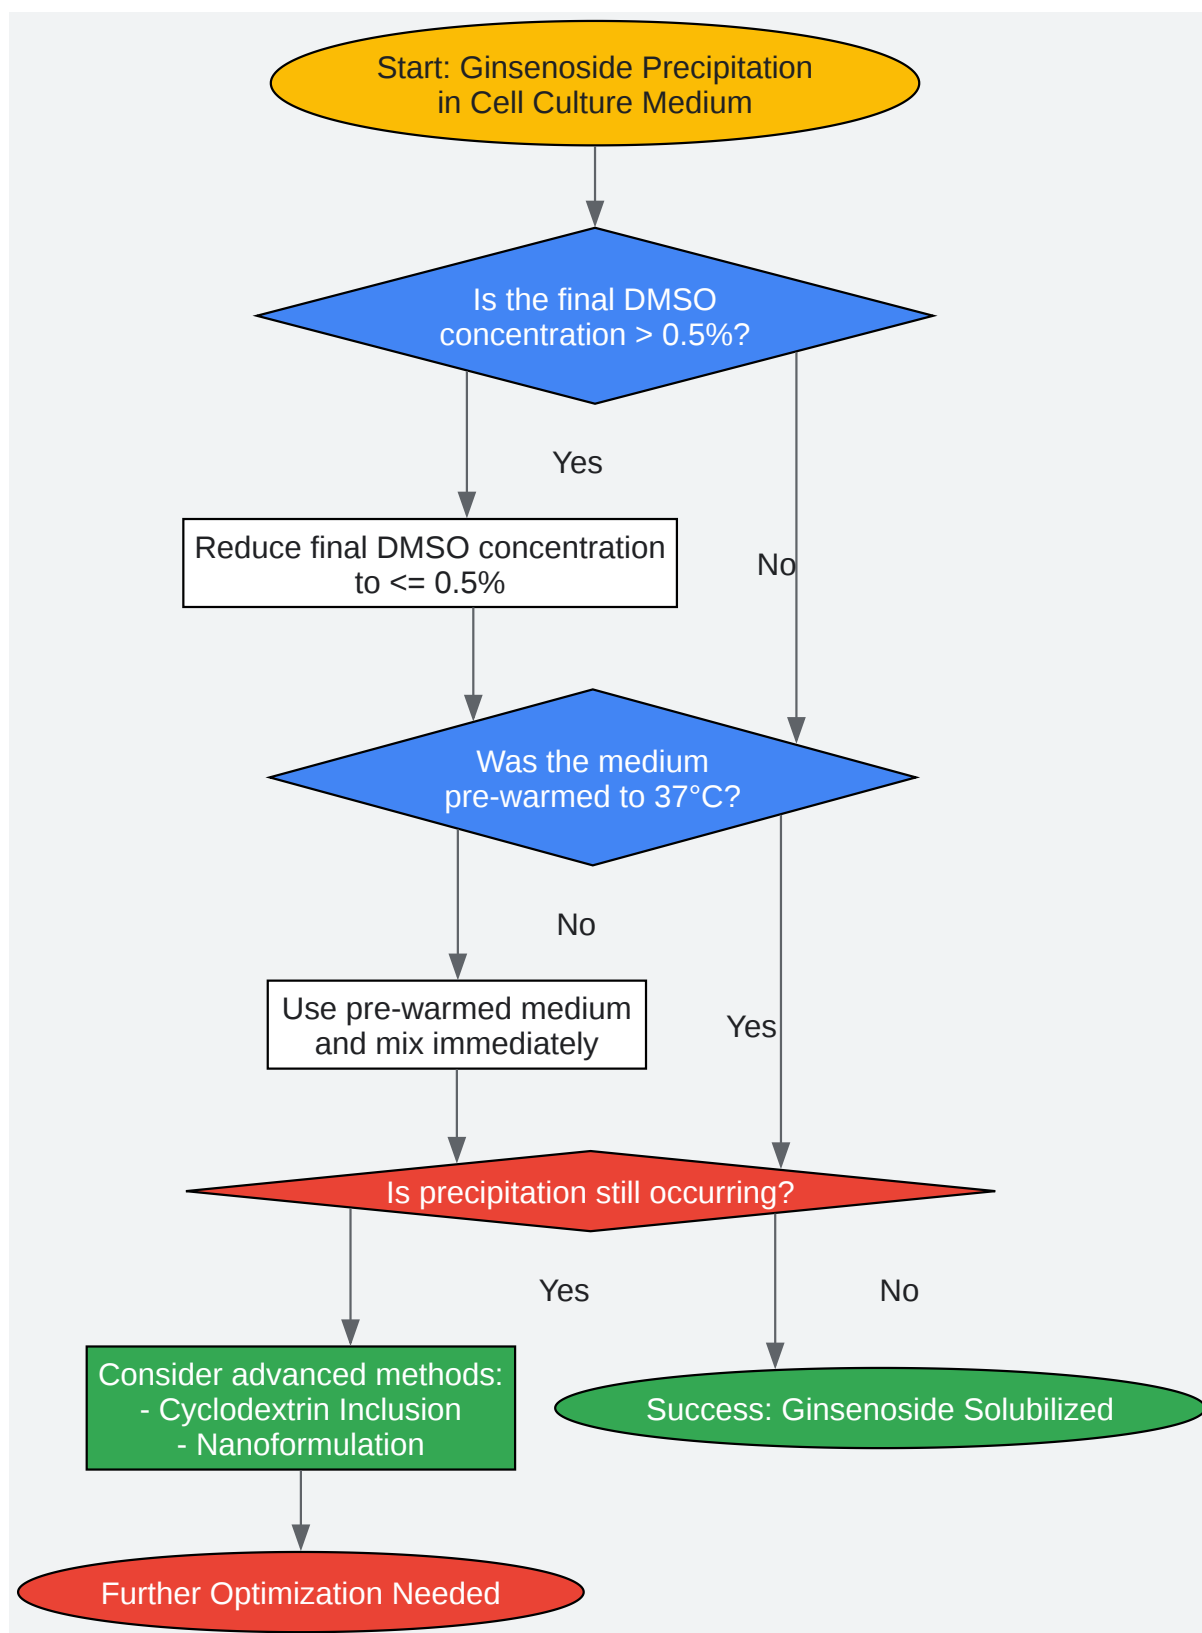 Start: Ginsenoside Precipitation
in Cell Culture Medium
Is the final DMSO
concentration > 0.5%?
Yes
Reduce final DMSO concentration
to <= 0.5%
No
Was the medium
pre-warmed to 37°C?
No
Use pre-warmed medium
and mix immediately
Yes
Is precipitation still occurring?
Yes
No
Consider advanced methods:
- Cyclodextrin Inclusion
- Nanoformulation
Success: Ginsenoside Solubilized
Further Optimization Needed